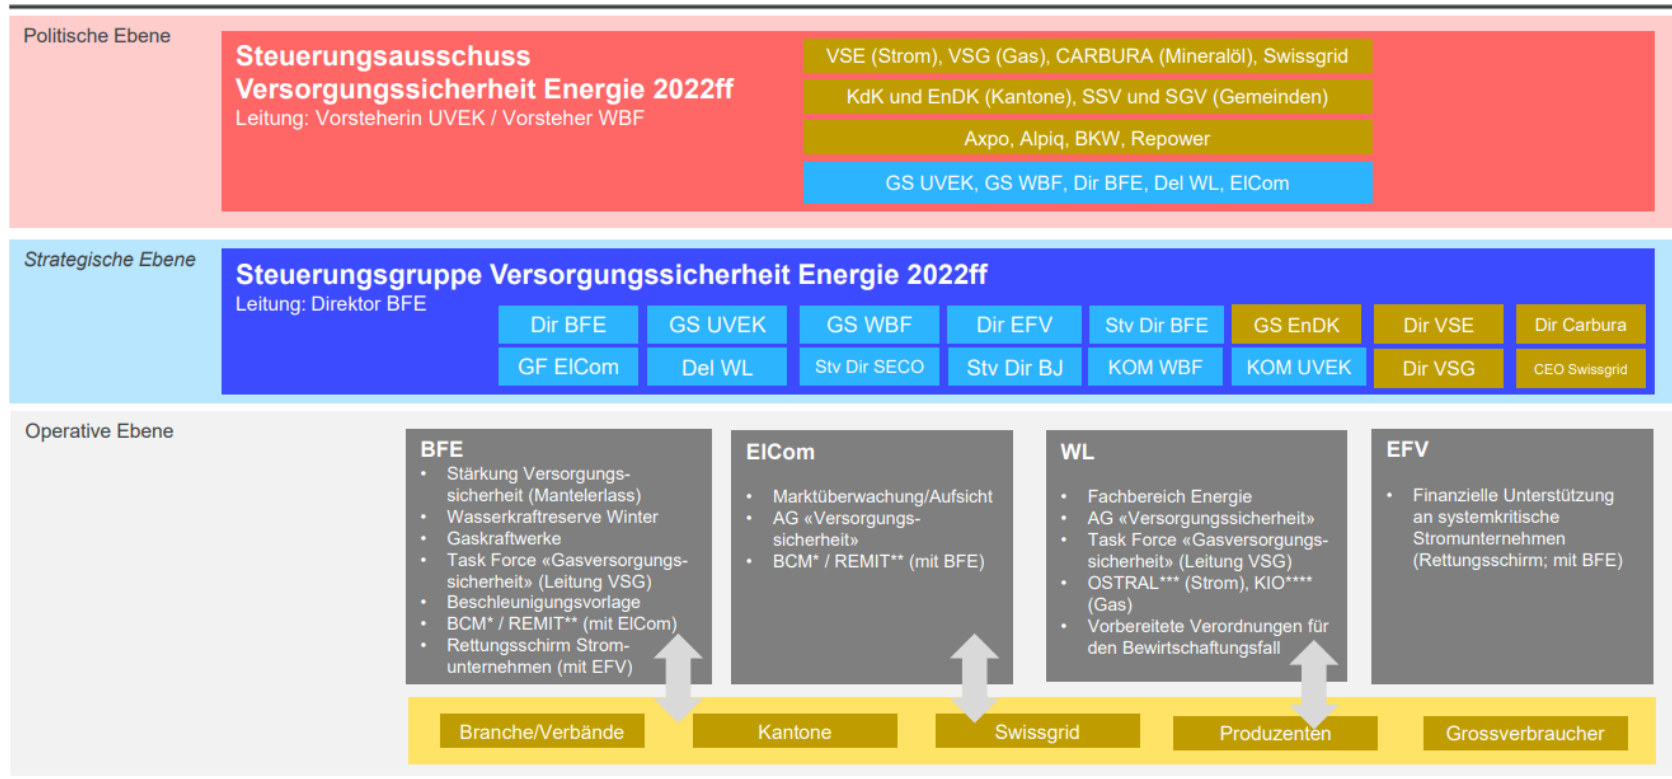 Politische Ebene
Steuerungsausschuss
Versorgungssicherheit Energie 2022ff
Leitung: Vorsteherin UVEK / Vorsteher WBF
VSE (Strom), VSG (Gas), CARBURA (Mineralöl), Swissgrid
KdK und EnDK (Kantone), SSV und SGV (Gemeinden)
Axpo, Alpiq, BKW, Repower
GS UVEK, GS WBF, Dir BFE, Del WL, ElCom
Strategische Ebene
Steuerungsgruppe Versorgungssicherheit Energie 2022ff
Leitung: Direktor BFE
Dir BFE
GS UVEK
GS WBF
Dir EFV
Stv Dir BFE
GS EnDK
Dir VSE
Dir Carbura
GF ElCom
Del WL
Stv Dir SECO
Stv Dir BJ
KOM WBF
KOM UVEK
Dir VSG
CEO Swissgrid
Operative Ebene
BFE
• Stärkung Versorgungs-
sicherheit (Mantelerlass)
• Wasserkraftreserve Winter
• Gaskraftwerke
• Task Force «Gasversorgungs-
sicherheit» (Leitung VSG)
• Beschleunigungsvorlage
• BCM* / REMIT** (mit ElCom)
• Rettungsschirm Strom-
unternehmen (mit EFV)
ElCom
• Marktüberwachung/Aufsicht
• AG «Versorgungs-
sicherheit»
• BCM* / REMIT** (mit BFE)
WL
• Fachbereich Energie
• AG «Versorgungssicherheit»
• Task Force «Gasversorgungs-
sicherheit» (Leitung VSG)
• OSTRAL*** (Strom), KIO****
(Gas)
• Vorbereitete Verordnungen für
den Bewirtschaftungsfall
EFV
• Finanzielle Unterstützung
an systemkritische
Stromunternehmen
(Rettungsschirm; mit BFE)
Branche/Verbände
Kantone
Swissgrid
Produzenten
Grossverbraucher